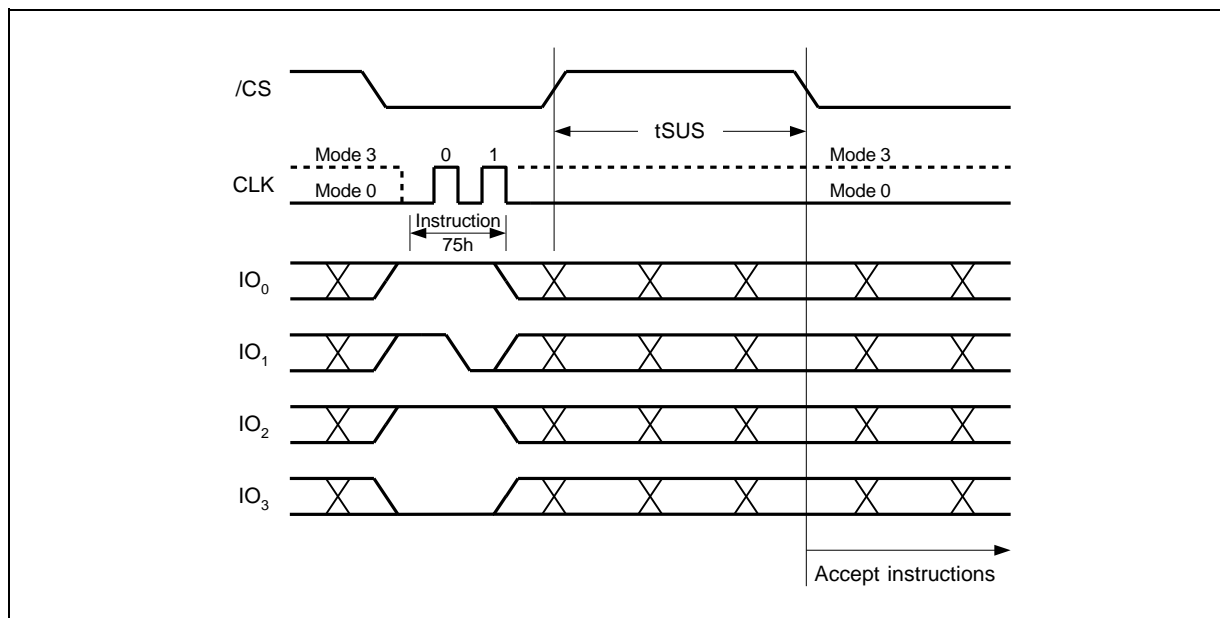 /CS
tSUS
Mode 3 0 1 Mode 3
CLK
Mode 0 Mode 0
Instruction
75h
IO0
IO1
IO2
IO3
Accept instructions